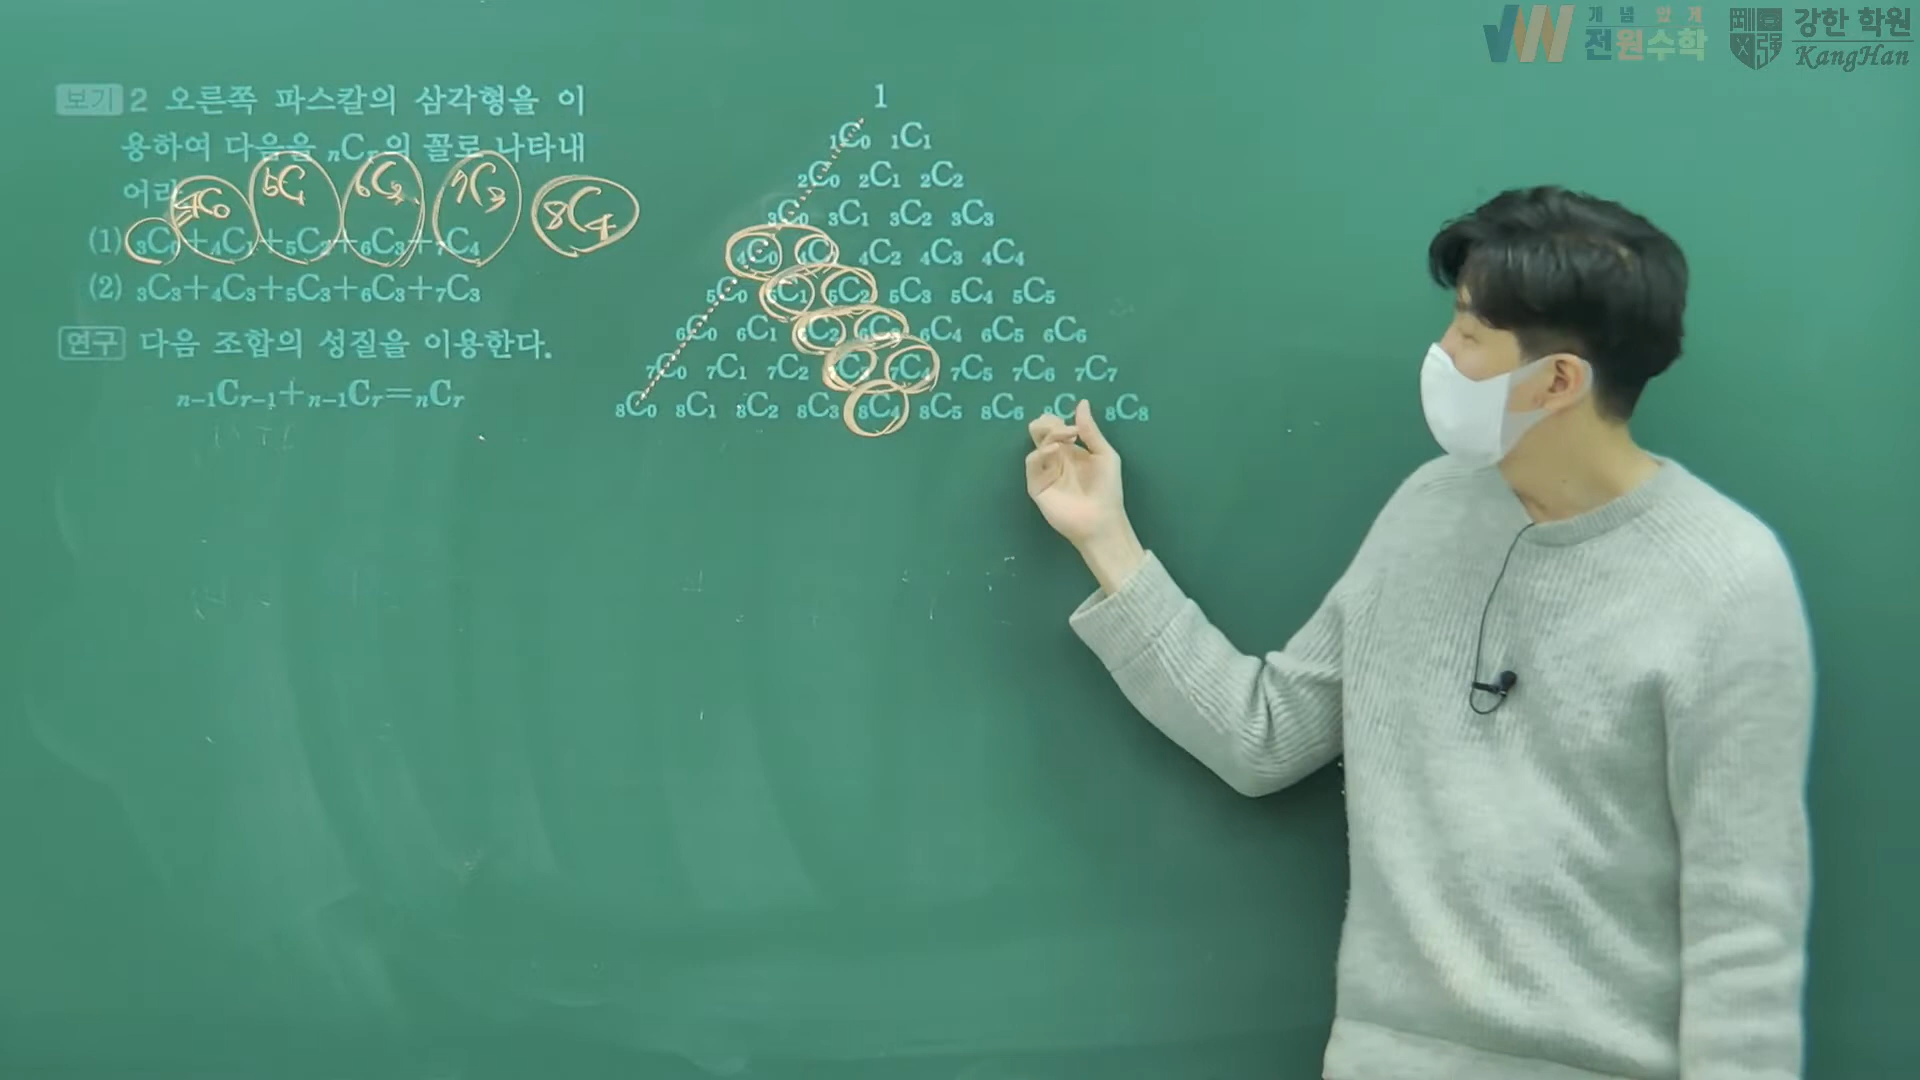 개념 있게
전원수학
강한 학원
KangHan
보기 2 오른쪽 파스칼의 삼각형을 이
용하여 다음을 ₙCᵣ의 꼴로 나타내
어라
₄C₀ ₅C₁ ₆C₂ ₇C₃ ₈C₄
(1) ₃C₀+₄C₁+₅C₂+₆C₃+₇C₄
(2) ₃C₃+₄C₃+₅C₃+₆C₃+₇C₃
연구 다음 조합의 성질을 이용한다.
ₙ₋₁Cᵣ₋₁+ₙ₋₁Cᵣ=ₙCᵣ
1
₁C₀ ₁C₁
₂C₀ ₂C₁ ₂C₂
₃C₀ ₃C₁ ₃C₂ ₃C₃
₄C₀ ₄C₁ ₄C₂ ₄C₃ ₄C₄
₅C₀ ₅C₁ ₅C₂ ₅C₃ ₅C₄ ₅C₅
₆C₀ ₆C₁ ₆C₂ ₆C₃ ₆C₄ ₆C₅ ₆C₆
₇C₀ ₇C₁ ₇C₂ ₇C₃ ₇C₄ ₇C₅ ₇C₆ ₇C₇
₈C₀ ₈C₁ ₈C₂ ₈C₃ ₈C₄ ₈C₅ ₈C₆ ₈C₈